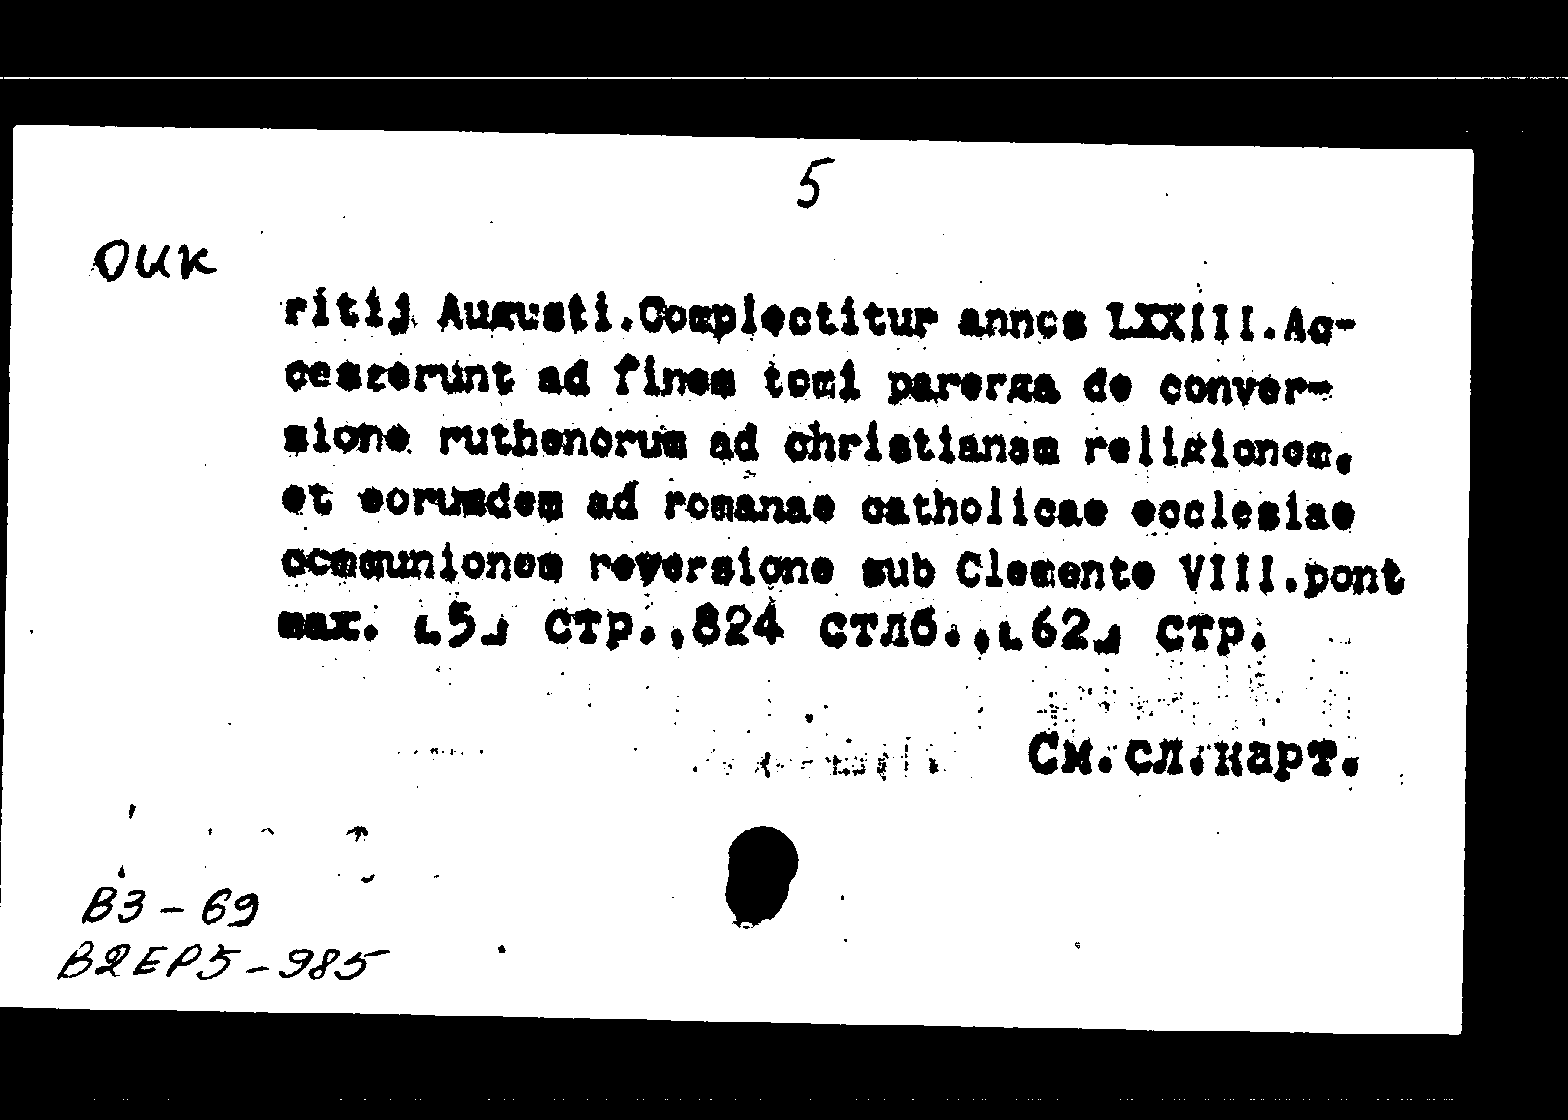 5
ОИК
ritij Augusti.Complectitur annos LXXIII.Ac-
cesserunt ad finem tomi parerga de conver-
sione ruthenorum ad christianam religionem,
et eorumdem ad romanae catholicae ecclesiae
communionem reversione sub Clemente VIII.pont
max. [5] стр.,824 стлб.,[62] стр.
См.сл.карт.
B3-69
B2EP5-985